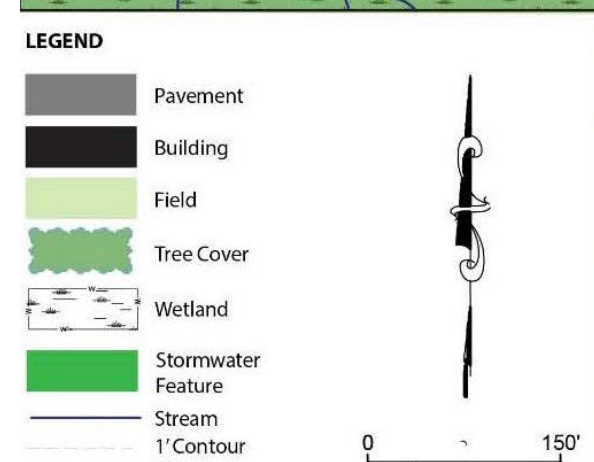 LEGEND
Pavement
Building
Field
Tree Cover
Wetland
Stormwater
Feature
Stream
1' Contour
0 150'